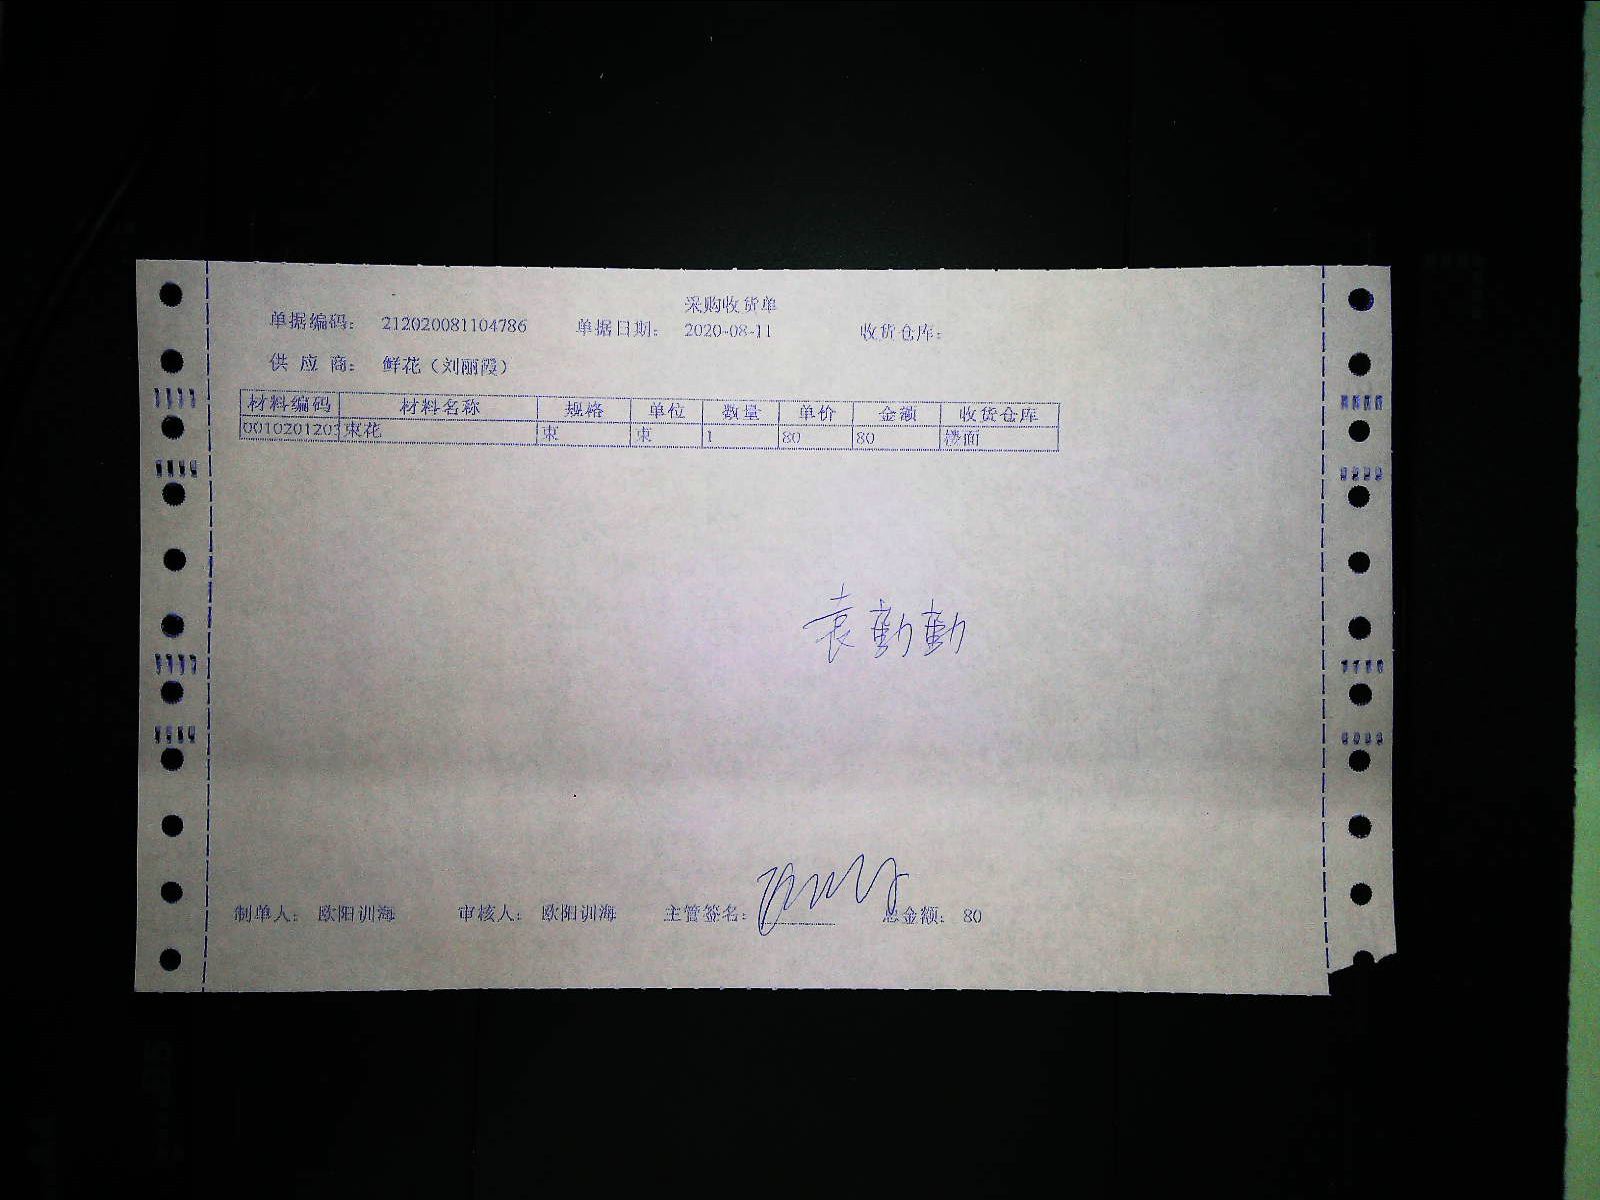 采购收货单
单据编码: 212020081104786 单据日期: 2020-08-11 收货仓库:
供应商: 鲜花（刘丽霞）
材料编码 材料名称 规格 单位 数量 单价 金额 收货仓库
0010201203 束花 束 束 1 80 80 楼面
袁勤勤
制单人: 欧阳训海 审核人: 欧阳训海 主管签名: 总金额: 80